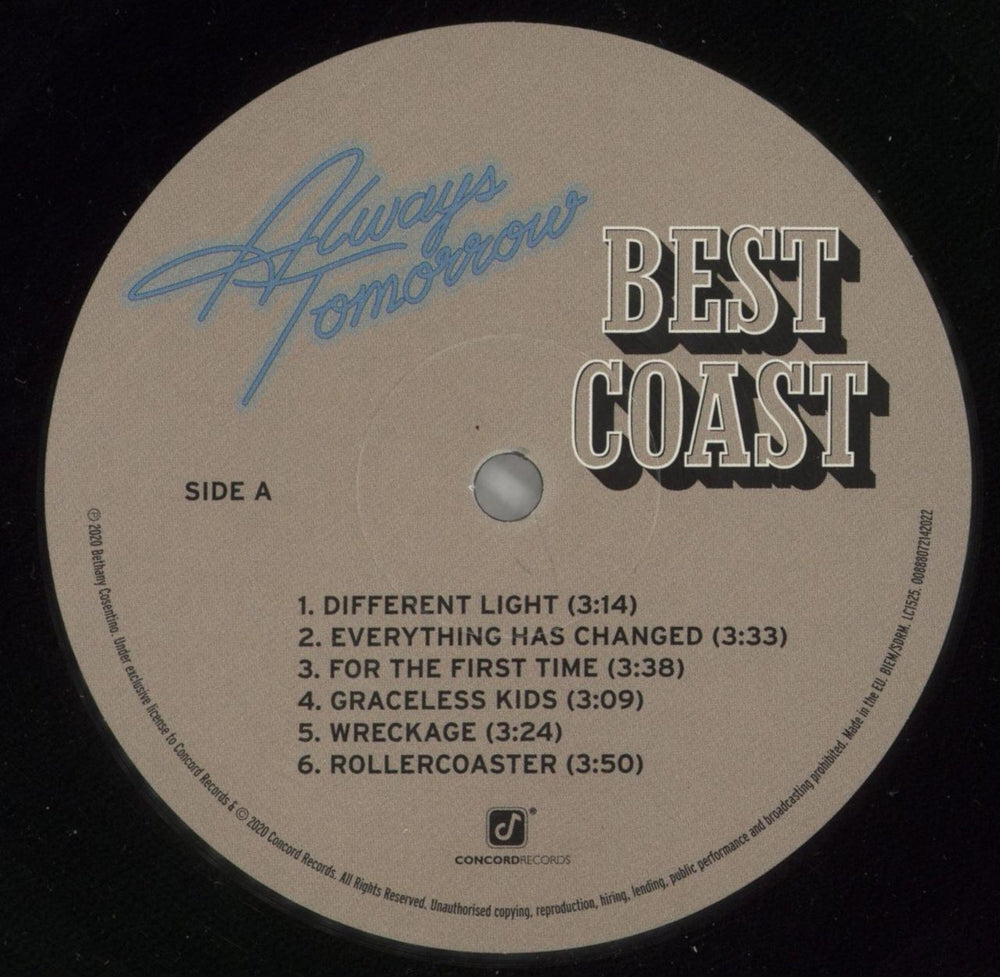 Always
Tomorrow
BEST
COAST
SIDE A
1. DIFFERENT LIGHT (3:14)
2. EVERYTHING HAS CHANGED (3:33)
3. FOR THE FIRST TIME (3:38)
4. GRACELESS KIDS (3:09)
5. WRECKAGE (3:24)
6. ROLLERCOASTER (3:50)
®
CONCORDRECORDS
℗ 2020 Bethany Cosentino. Under exclusive license to Concord Records & © 2020 Concord Records. All Rights Reserved. Unauthorised copying, reproduction, hiring, lending, public performance and broadcasting prohibited. Made in the EU. BIEM/SDRM. LC1525. 00888072142022